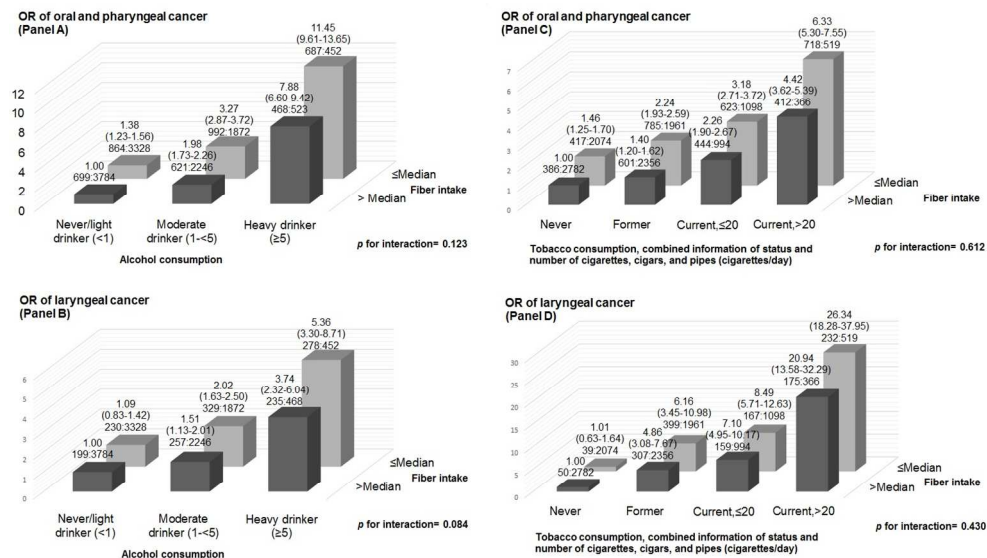 OR of oral and pharyngeal cancer
(Panel A)
11.45
(9.61-13.65)
687:452
7.88
(6.60 9.42)
468:523
3.27
(2.87-3.72)
992:1872
1.98
(1.73-2.26)
621:2246
1.38
(1.23-1.56)
864:3328
1.00
699:3784
12
10
8
6
4
2
0
≤Median
Fiber intake
> Median
Never/light
drinker (<1)
Moderate
drinker (1-<5)
Heavy drinker
(≥5)
p for interaction= 0.123
Alcohol consumption
OR of oral and pharyngeal cancer
(Panel C)
6.33
(5.30-7.55)
718:519
4.42
(3.62-5.39)
412:366
3.18
(2.71-3.72)
623:1098
2.26
(1.90-2.67)
444:994
2.24
(1.93-2.59)
785:1961
1.40
(1.20-1.62)
601:2356
1.46
(1.25-1.70)
417:2074
1.00
386:2782
7
6
5
4
3
2
1
0
≤Median
>Median
Fiber intake
Never
Former
Current,≤20
Current,>20
p for interaction= 0.612
Tobacco consumption, combined information of status and
number of cigarettes, cigars, and pipes (cigarettes/day)
OR of laryngeal cancer
(Panel B)
5.36
(3.30-8.71)
278:452
3.74
(2.32-6.04)
235:468
2.02
(1.63-2.50)
329:1872
1.51
(1.13-2.01)
257:2246
1.09
(0.83-1.42)
230:3328
1.00
199:3784
6
5
4
3
2
1
0
≤Median
Fiber intake
>Median
Never/light
drinker (<1)
Moderate
drinker (1-<5)
Heavy drinker
(≥5)
p for interaction= 0.084
Alcohol consumption
OR of laryngeal cancer
(Panel D)
26.34
(18.28-37.95)
232:519
20.94
(13.58-32.29)
175:366
8.49
(5.71-12.63)
167:1098
7.10
(4.95-10.17)
159:994
6.16
(3.45-10.98)
399:1961
4.86
(3.08-7.67)
307:2356
1.01
(0.63-1.64)
39:2074
1.00
50:2782
30
25
20
15
10
5
0
≤Median
>Median
Fiber intake
Never
Former
Current,≤20
Current,>20
p for interaction= 0.430
Tobacco consumption, combined information of status and
number of cigarettes, cigars, and pipes (cigarettes/day)